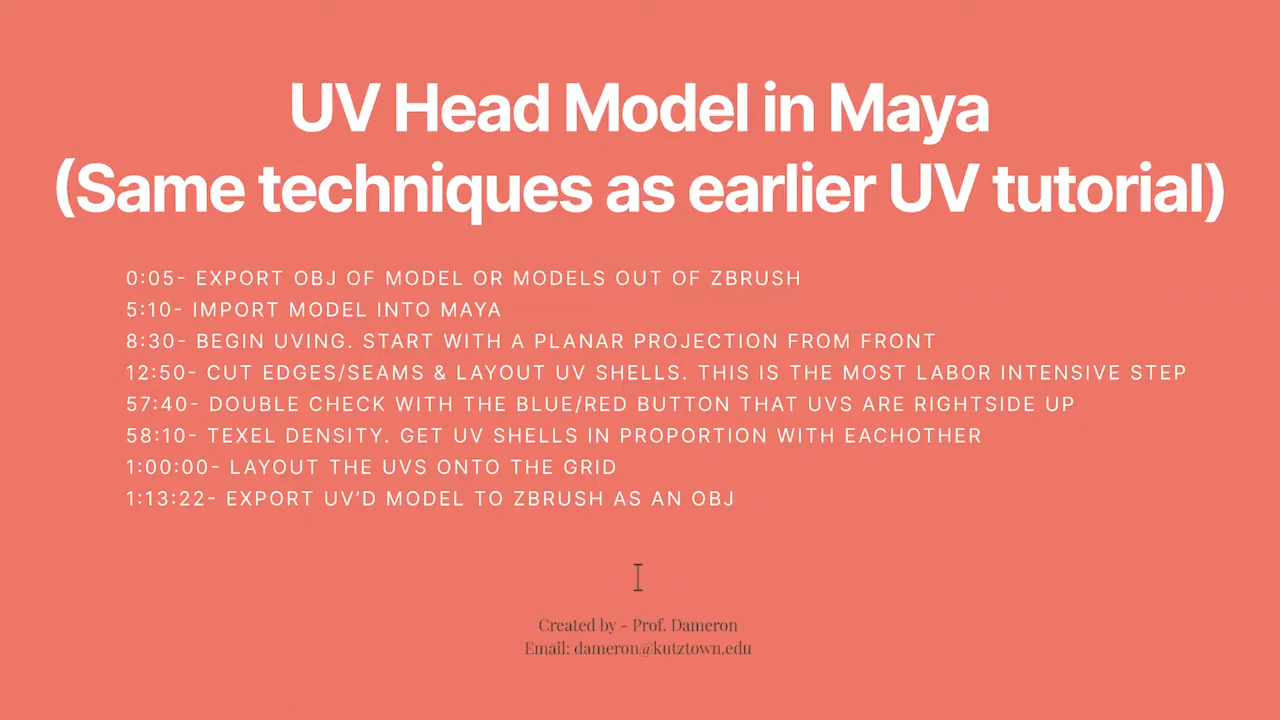 UV Head Model in Maya
(Same techniques as earlier UV tutorial)
0:05- EXPORT OBJ OF MODEL OR MODELS OUT OF ZBRUSH
5:10- IMPORT MODEL INTO MAYA
8:30- BEGIN UVING. START WITH A PLANAR PROJECTION FROM FRONT
12:50- CUT EDGES/SEAMS & LAYOUT UV SHELLS. THIS IS THE MOST LABOR INTENSIVE STEP
57:40- DOUBLE CHECK WITH THE BLUE/RED BUTTON THAT UVS ARE RIGHTSIDE UP
58:10- TEXEL DENSITY. GET UV SHELLS IN PROPORTION WITH EACHOTHER
1:00:00- LAYOUT THE UVS ONTO THE GRID
1:13:22- EXPORT UV’D MODEL TO ZBRUSH AS AN OBJ
Created by - Prof. Dameron
Email: dameron@kutztown.edu